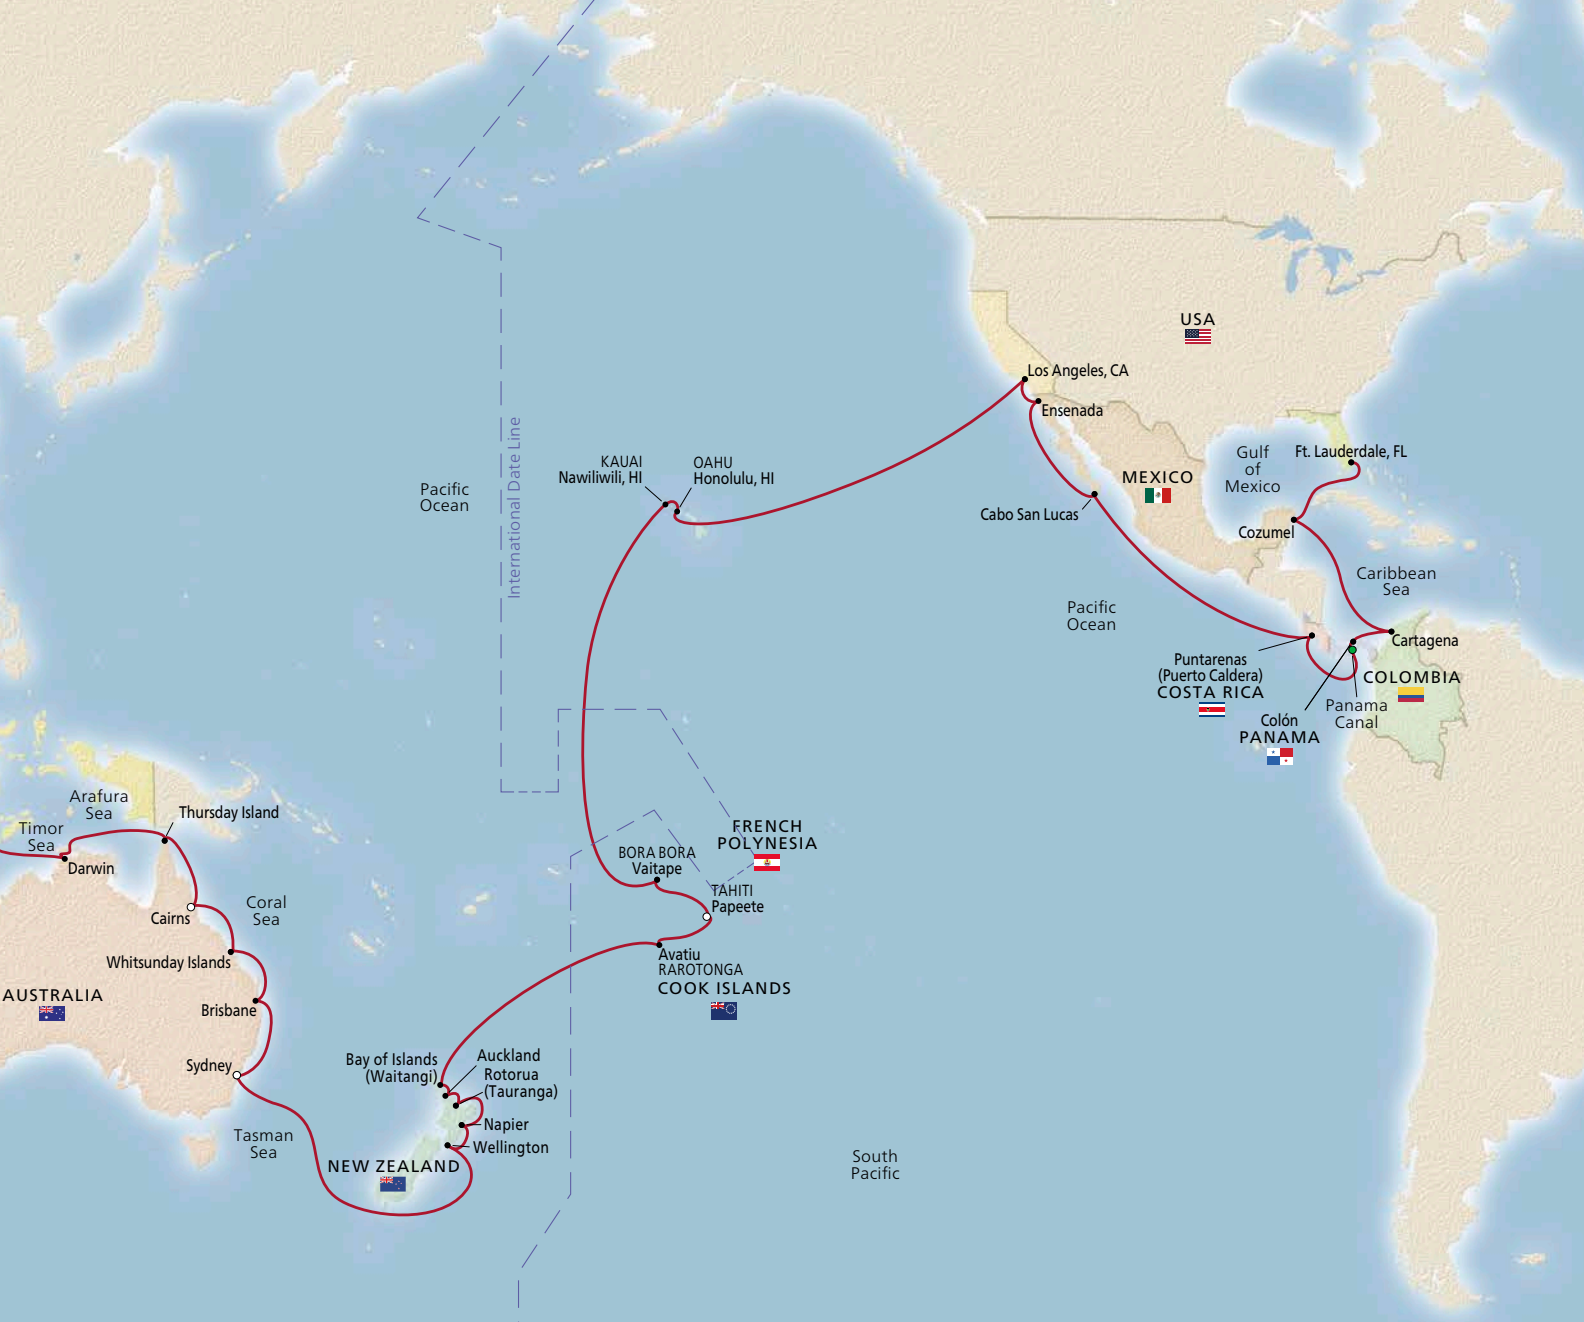 USA
Los Angeles, CA
Ensenada
Gulf
of
Mexico
Ft. Lauderdale, FL
International Date Line
KAUAI
Nawiliwili, HI
OAHU
Honolulu, HI
Pacific
Ocean
MEXICO
Cabo San Lucas
Cozumel
Caribbean
Sea
Pacific
Ocean
Cartagena
Puntarenas
(Puerto Caldera)
COSTA RICA
COLOMBIA
Panama
Canal
Colón
PANAMA
Arafura
Sea
Thursday Island
Timor
Sea
Darwin
FRENCH
POLYNESIA
BORA BORA
Vaitape
TAHITI
Papeete
Cairns
Coral
Sea
Whitsunday Islands
Avatiu
RAROTONGA
COOK ISLANDS
AUSTRALIA
Brisbane
Sydney
Bay of Islands
(Waitangi)
Auckland
Rotorua
(Tauranga)
Napier
Wellington
Tasman
Sea
NEW ZEALAND
South
Pacific